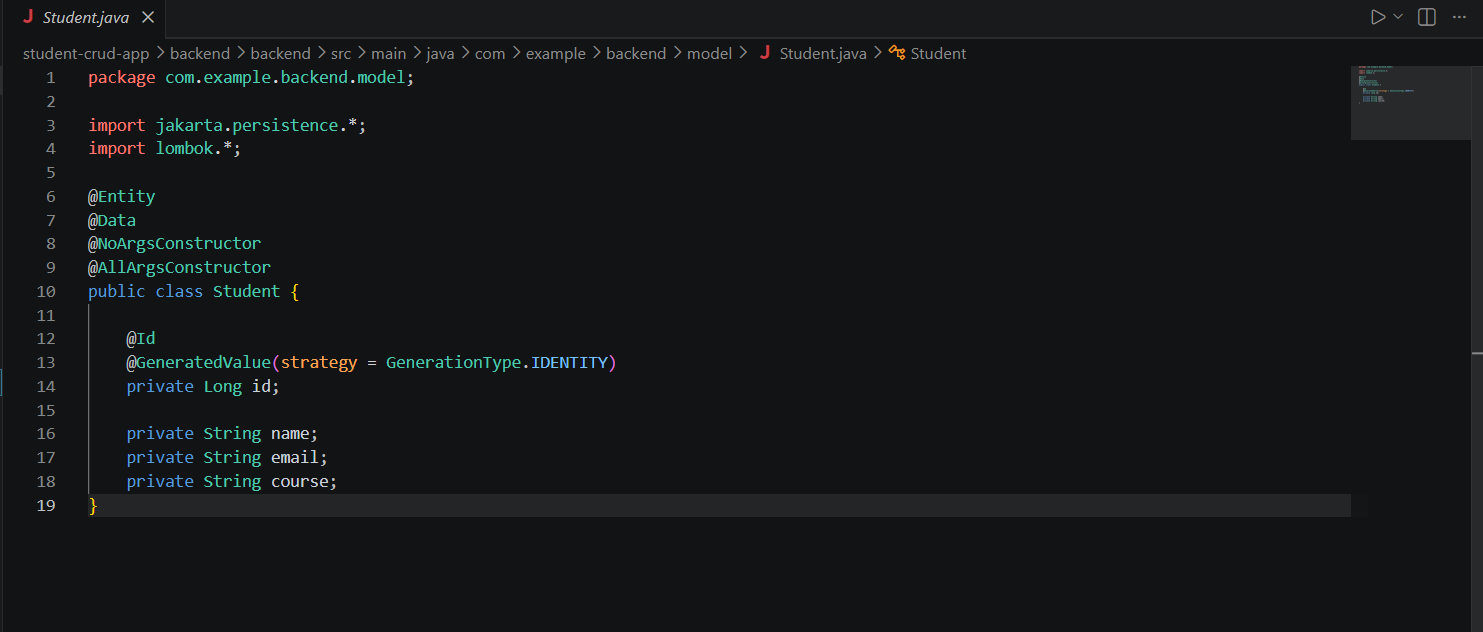 J Student.java ×
student-crud-app > backend > backend > src > main > java > com > example > backend > model > J Student.java > Student
1 package com.example.backend.model;
2
3 import jakarta.persistence.*;
4 import lombok.*;
5
6 @Entity
7 @Data
8 @NoArgsConstructor
9 @AllArgsConstructor
10 public class Student {
11
12     @Id
13     @GeneratedValue(strategy = GenerationType.IDENTITY)
14     private Long id;
15
16     private String name;
17     private String email;
18     private String course;
19 }